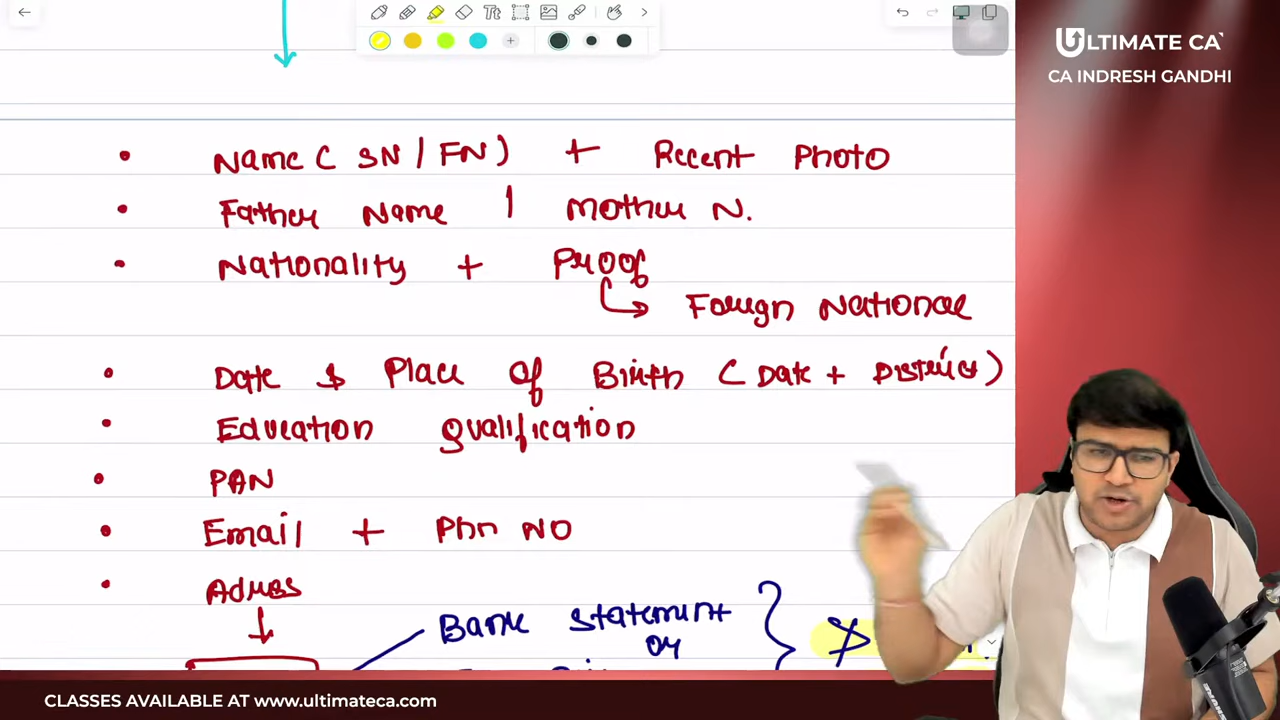 Tt
ULTIMATE CA
CA INDRESH GANDHI
• Name ( SN / FN ) + Recent Photo
• Father Name / Mother N.
• Nationality + Proof
Foreign National
• Date & Place of Birth ( Date + District )
• Education qualification
• PAN
• Email + Phn NO
• Adress
Bank statement
or
CLASSES AVAILABLE AT www.ultimateca.com